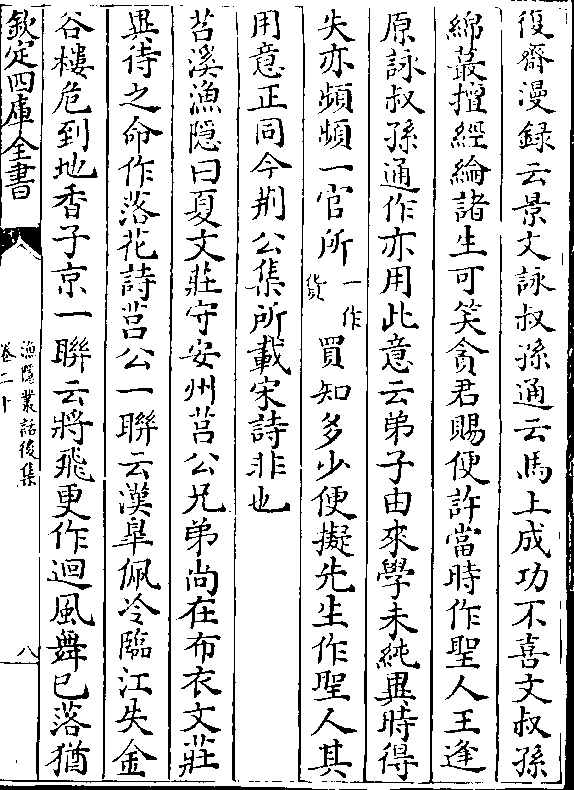 復齋漫録云景文詠叔孫通云馬上成功不喜文叔孫
綿蕞擅經綸諸生可笑貪君賜便許當時作聖人王逢
原詠叔孫通作亦用此意云弟子由來學未純異時得
失亦頻頻一官所一作貨買知多少便擬先生作聖人其
用意正同今荆公集所載宋詩非也
苕溪漁隠曰夏文莊守安州莒公兄弟尚在布衣文莊
異待之命作落花詩莒公一聯云漢臯佩冷臨江失金
谷樓危到地香子京一聯云將飛更作迴風舞已落猶
欽定四庫全書
漁隠叢話後集
卷二十
八